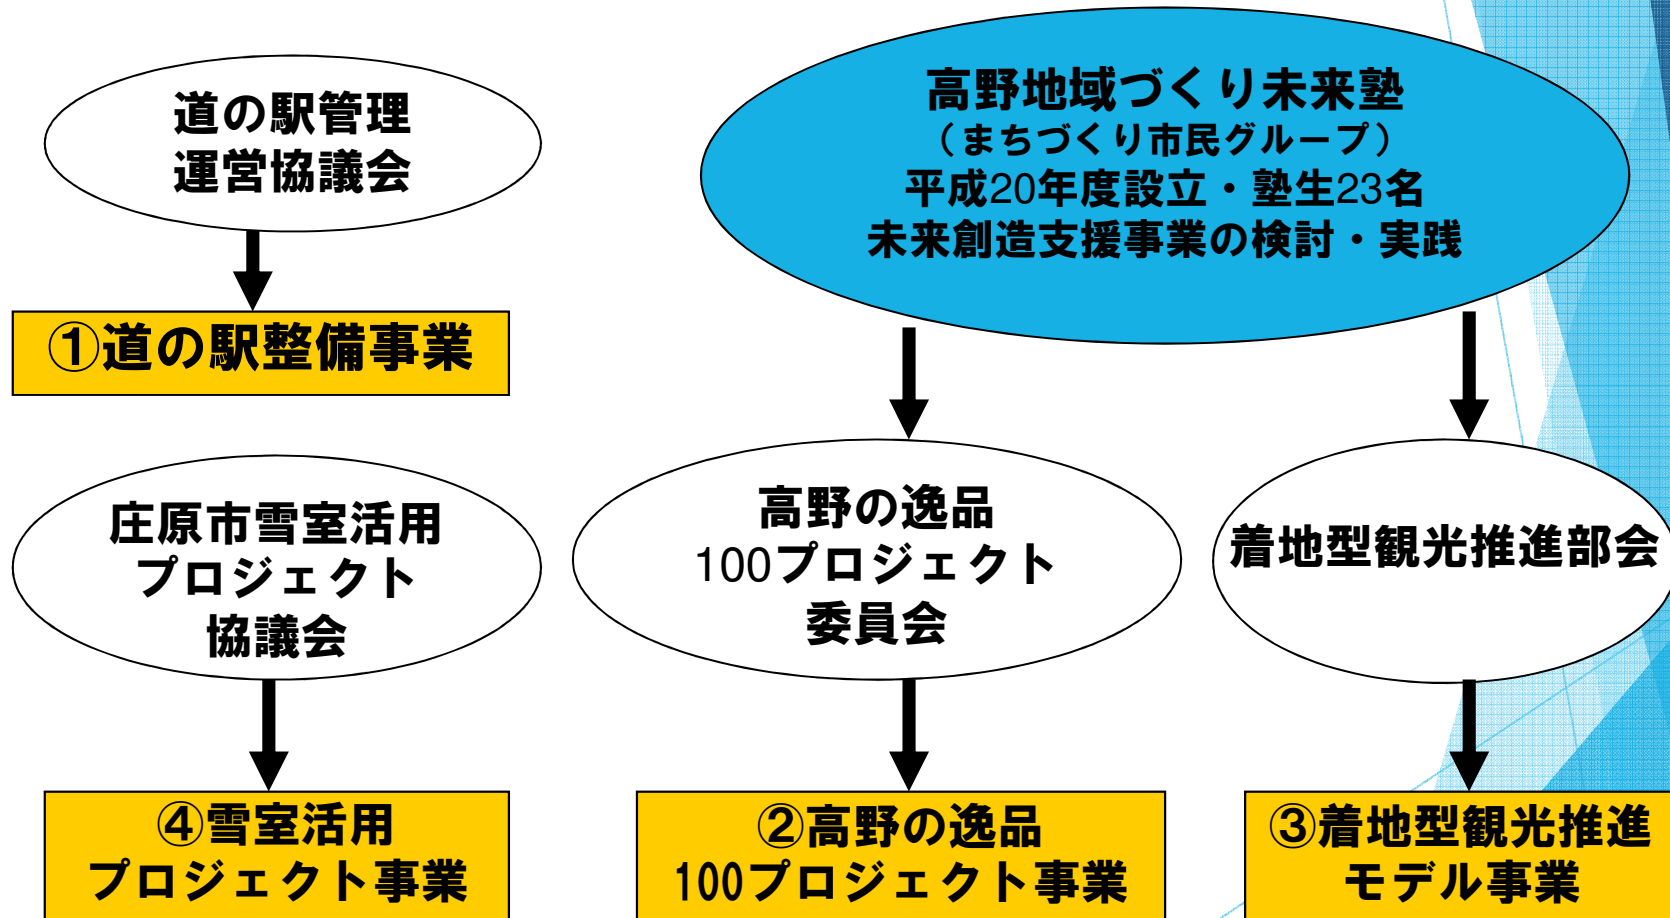 道の駅管理
運営協議会
①道の駅整備事業
高野地域づくり未来塾
（まちづくり市民グループ）
平成20年度設立・塾生23名
未来創造支援事業の検討・実践
庄原市雪室活用
プロジェクト
協議会
高野の逸品
100プロジェクト
委員会
着地型観光推進部会
④雪室活用
プロジェクト事業
②高野の逸品
100プロジェクト事業
③着地型観光推進
モデル事業